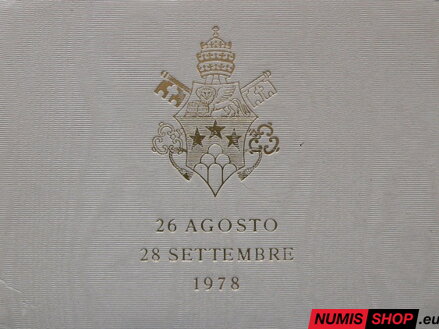 26 AGOSTO
28 SETTEMBRE
1978
NUMIS SHOP.eu